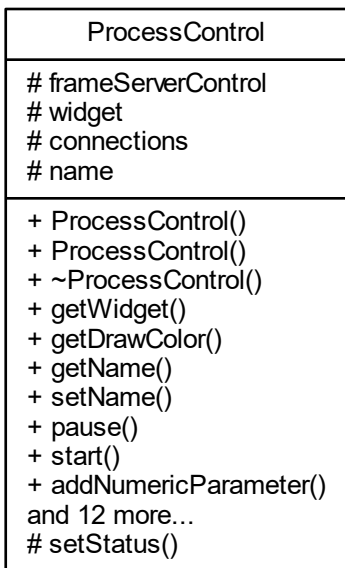 ProcessControl
# frameServerControl
# widget
# connections
# name
+ ProcessControl()
+ ProcessControl()
+ ~ProcessControl()
+ getWidget()
+ getDrawColor()
+ getName()
+ setName()
+ pause()
+ start()
+ addNumericParameter()
and 12 more...
# setStatus()